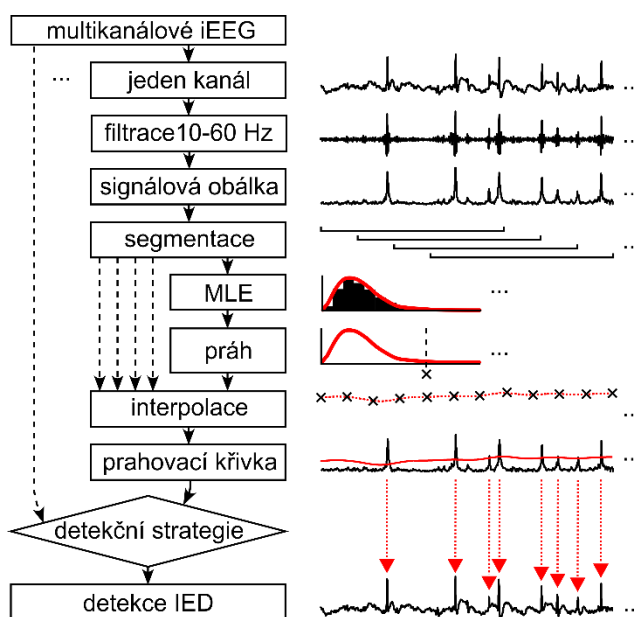 multikanálové iEEG
...
jeden kanál
...
filtrace10-60 Hz
...
signálová obálka
...
segmentace
...
MLE
...
práh
...
interpolace
...
prahovací křivka
...
detekční strategie
detekce IED
...